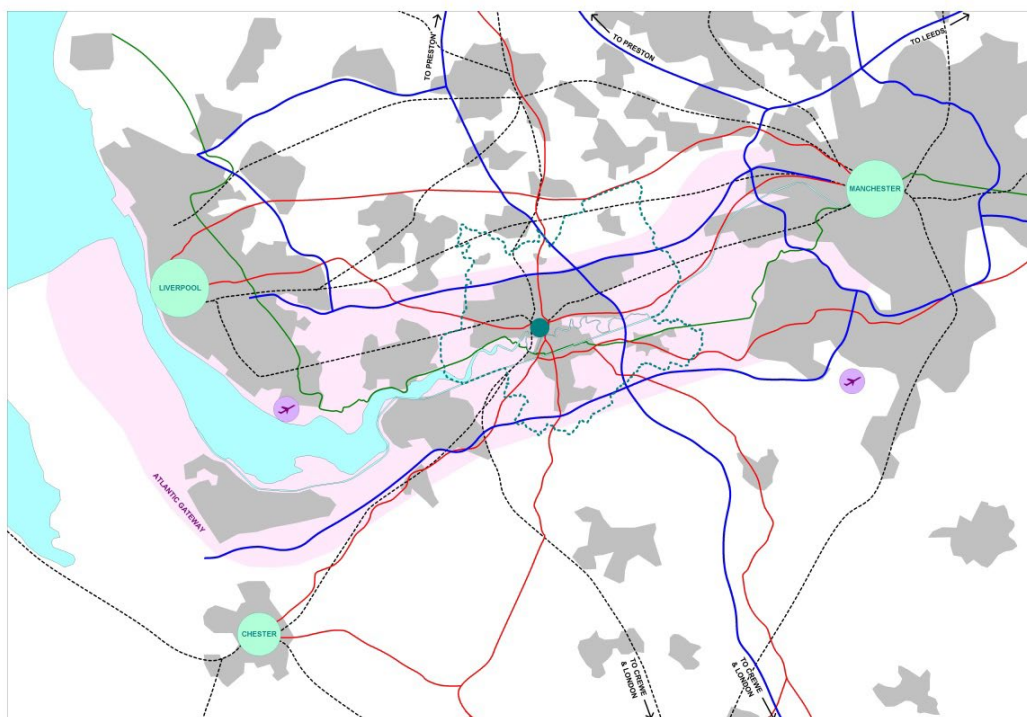 TO PRESTON
TO PRESTON
TO LEEDS
MANCHESTER
LIVERPOOL
ATLANTIC GATEWAY
CHESTER
TO CREWE
& LONDON
TO CREWE
& LONDON